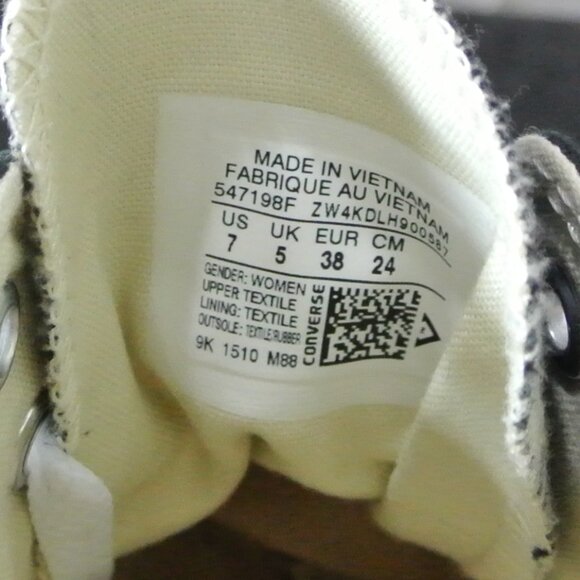 MADE IN VIETNAM
FABRIQUE AU VIETNAM
547198F ZW4KDLH900587
US UK EUR CM
7 5 38 24
GENDER: WOMEN
UPPER TEXTILE
LINING: TEXTILE
OUTSOLE: TEXTILE/RUBBER
9K 1510 M88
CONVERSE